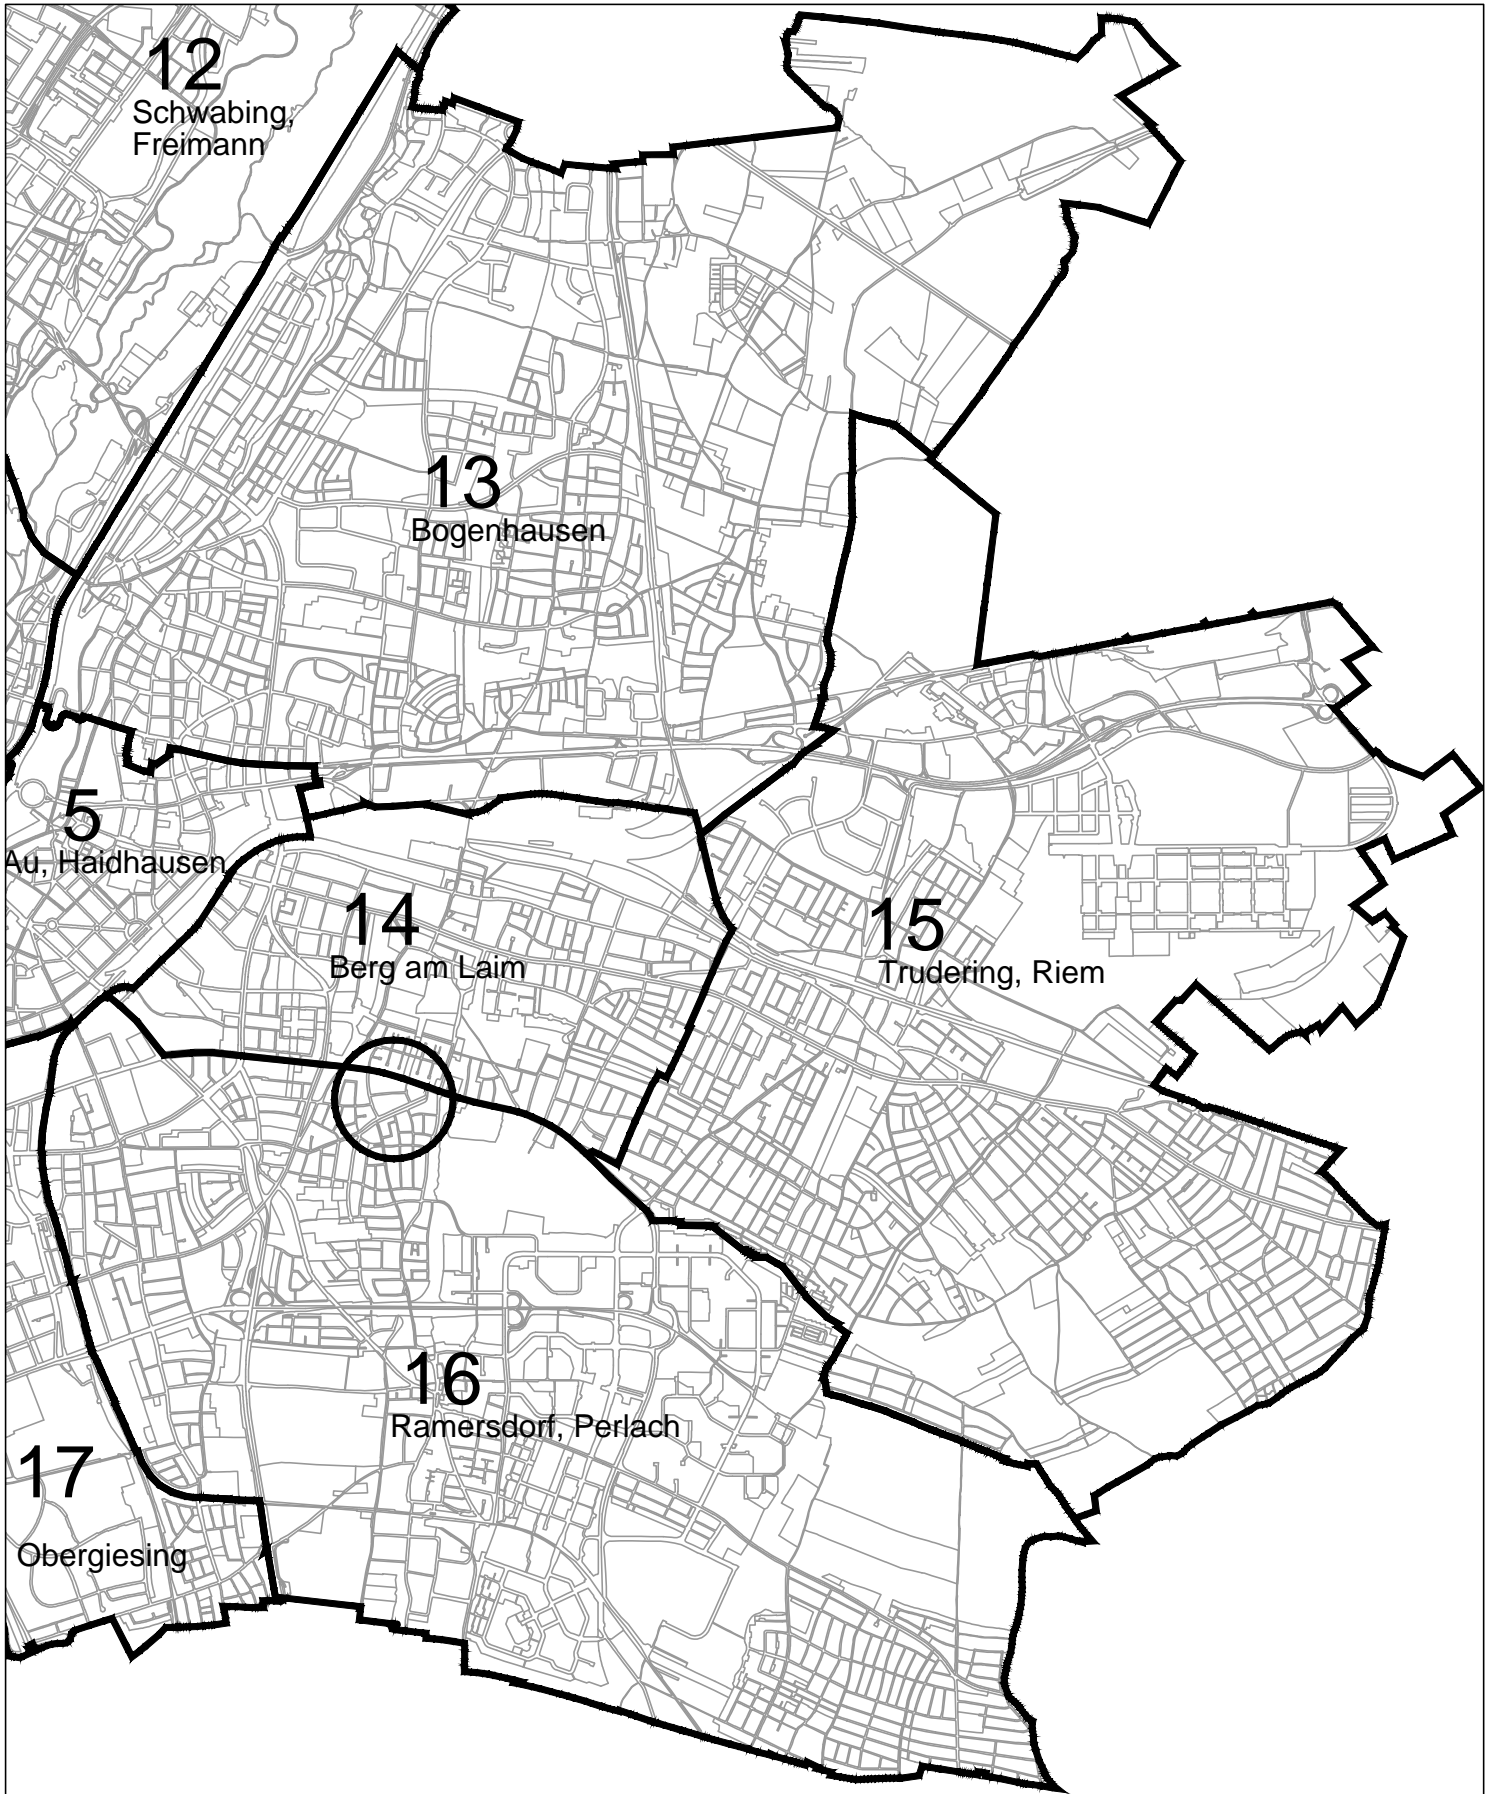 12
Schwabing,
Freimann
13
Bogenhausen
5
Au, Haidhausen
14
Berg am Laim
15
Trudering, Riem
16
Ramersdorf, Perlach
17
Obergiesing